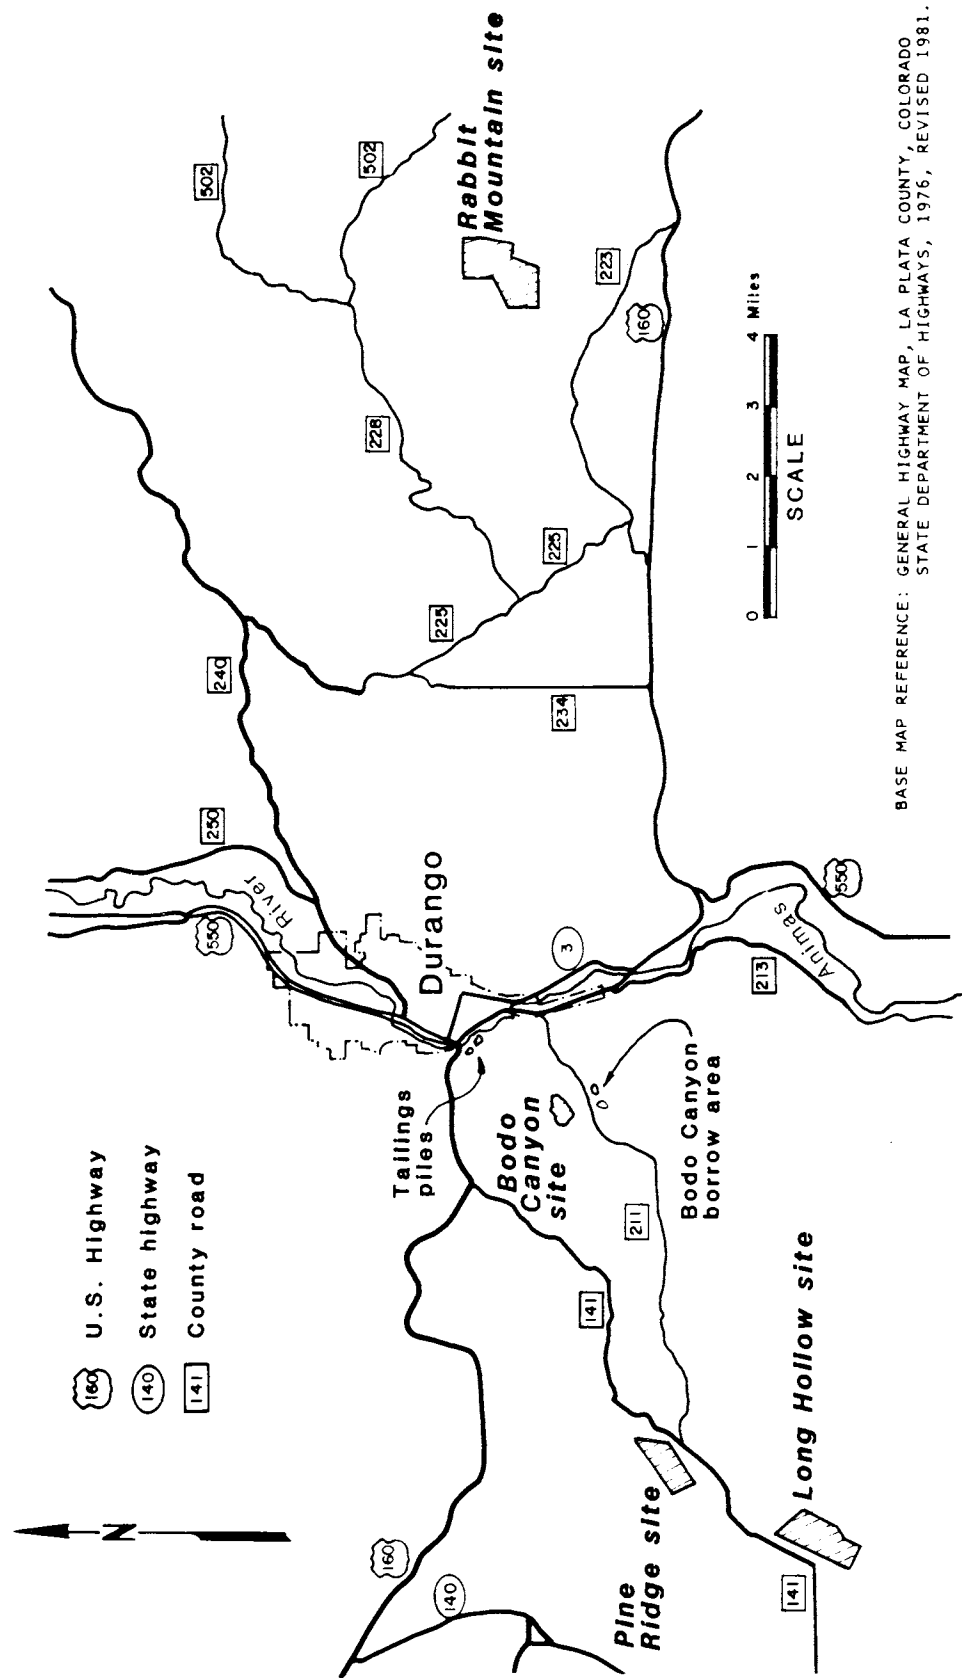 N
160 U.S. Highway
140 State highway
141 County road
502
502
Rabbit
Mountain site
228
223
160
225
225
240
234
250
River
550
Durango
3
Animas
213
550
Tailings
piles
Bodo
Canyon
site
Bodo Canyon
borrow area
211
141
160
140
Pine
Ridge site
Long Hollow site
141
0 1 2 3 4 Miles
SCALE
BASE MAP REFERENCE: GENERAL HIGHWAY MAP, LA PLATA COUNTY, COLORADO
STATE DEPARTMENT OF HIGHWAYS, 1976, REVISED 1981.